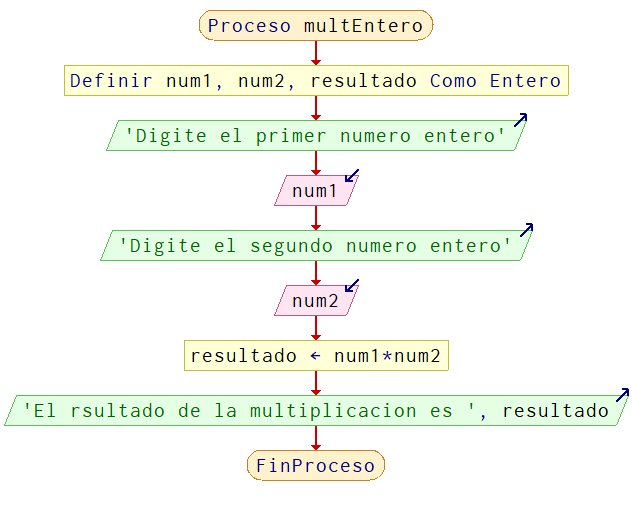 Proceso multEntero
Definir num1, num2, resultado Como Entero
'Digite el primer numero entero'
num1
'Digite el segundo numero entero'
num2
resultado ← num1*num2
'El rsultado de la multiplicacion es ', resultado
FinProceso